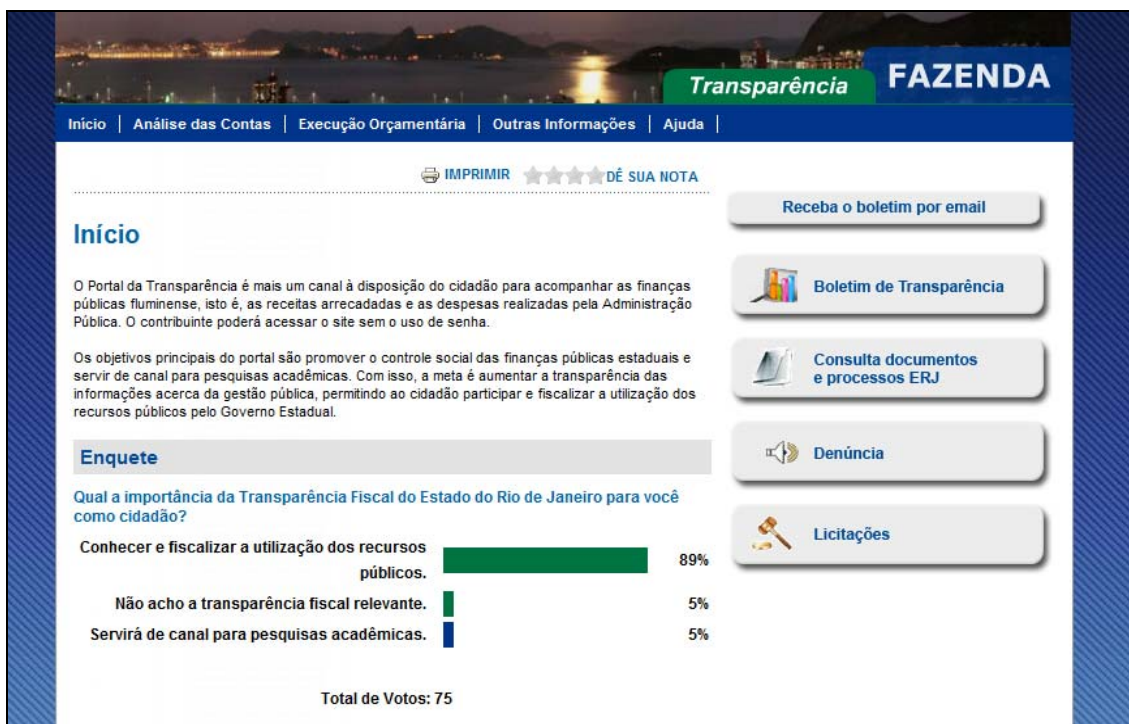 Transparência
FAZENDA
Início | Análise das Contas | Execução Orçamentária | Outras Informações | Ajuda |
IMPRIMIR DÊ SUA NOTA
Início
O Portal da Transparência é mais um canal à disposição do cidadão para acompanhar as finanças
públicas fluminense, isto é, as receitas arrecadadas e as despesas realizadas pela Administração
Pública. O contribuinte poderá acessar o site sem o uso de senha.
Os objetivos principais do portal são promover o controle social das finanças públicas estaduais e
servir de canal para pesquisas acadêmicas. Com isso, a meta é aumentar a transparência das
informações acerca da gestão pública, permitindo ao cidadão participar e fiscalizar a utilização dos
recursos públicos pelo Governo Estadual.
Enquete
Qual a importância da Transparência Fiscal do Estado do Rio de Janeiro para você
como cidadão?
Conhecer e fiscalizar a utilização dos recursos
públicos.
89%
Não acho a transparência fiscal relevante.
5%
Servirá de canal para pesquisas acadêmicas.
5%
Total de Votos: 75
Receba o boletim por email
Boletim de Transparência
Consulta documentos
e processos ERJ
Denúncia
Licitações